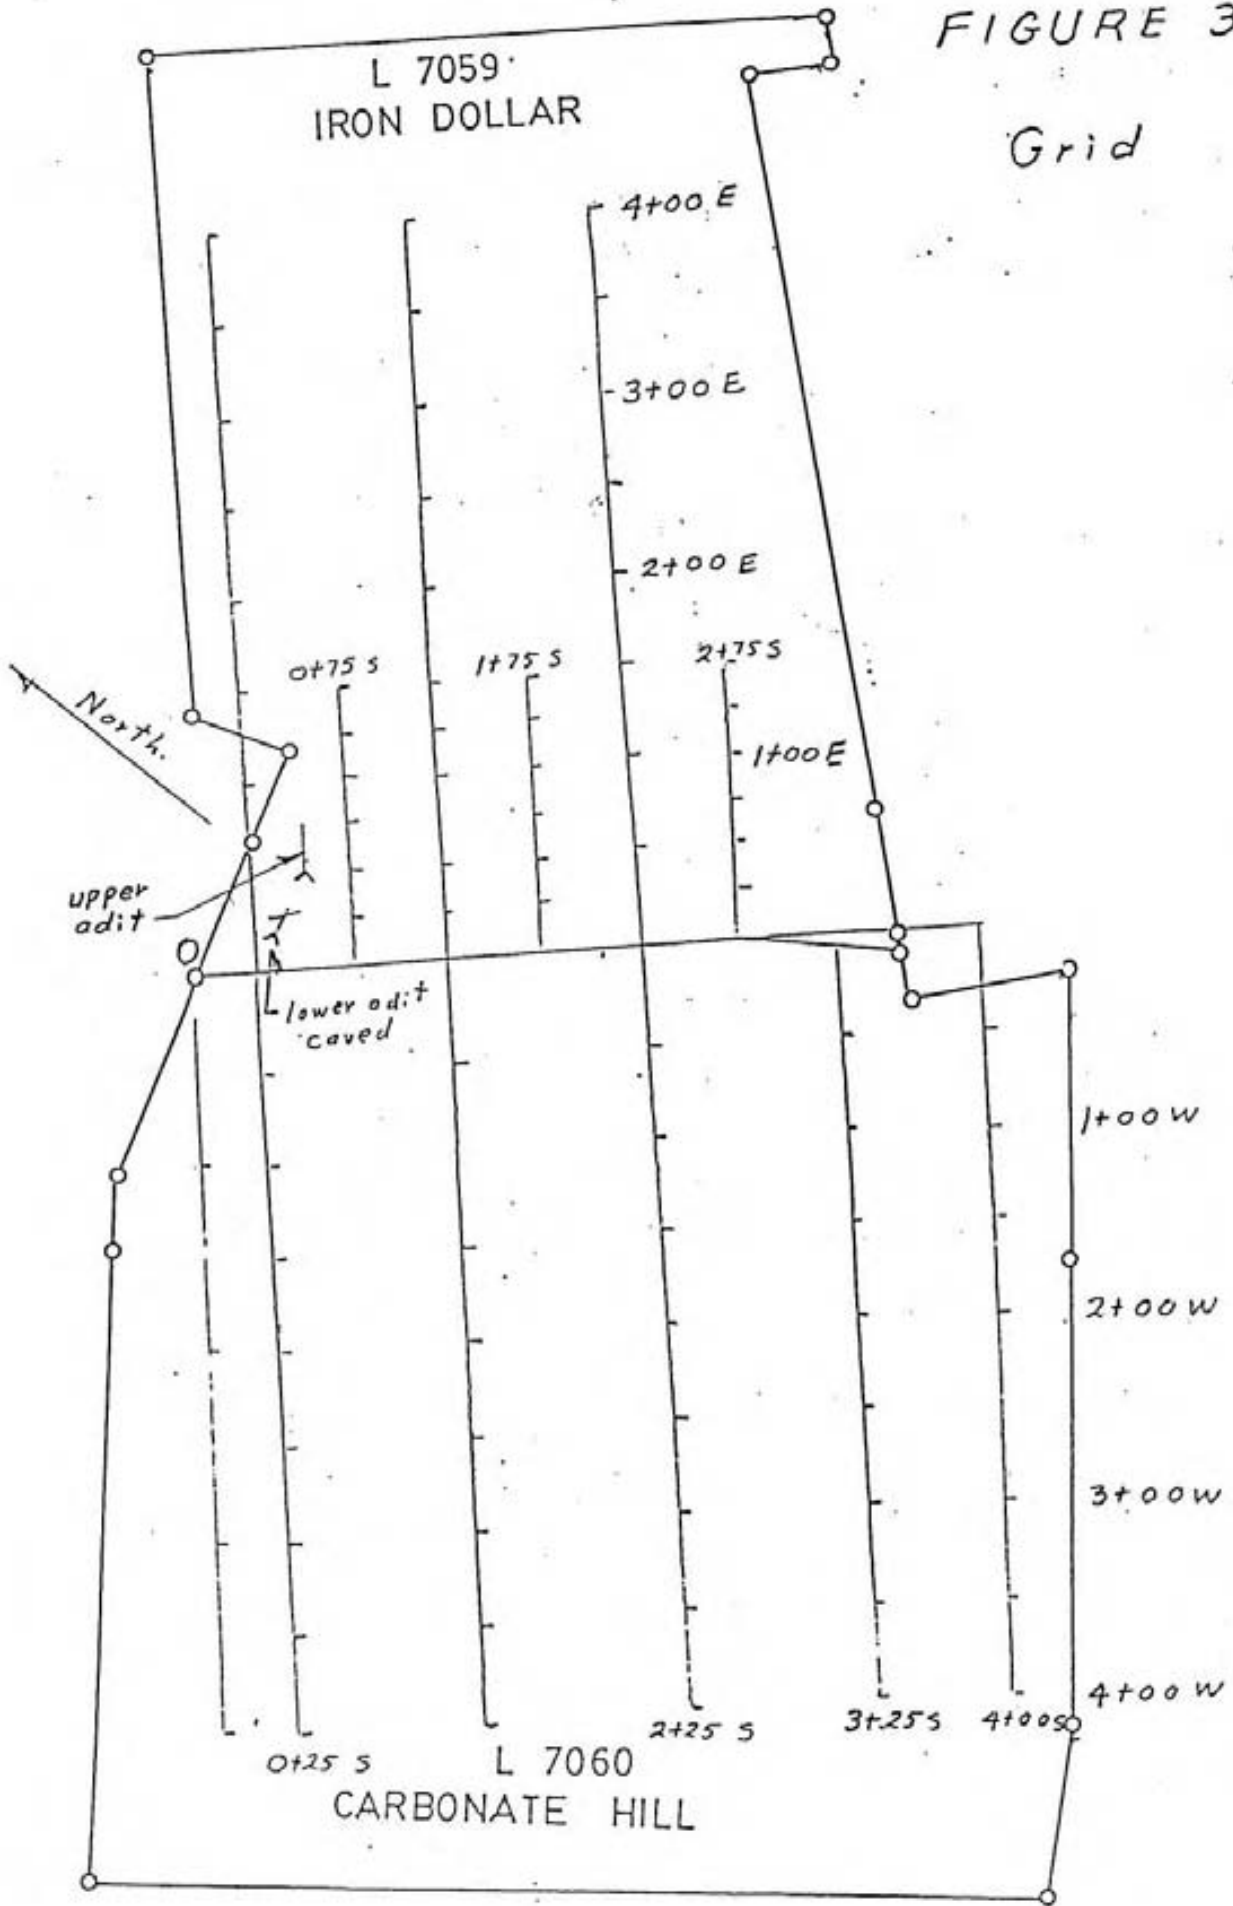 FIGURE 3
Grid
L 7059
IRON DOLLAR
4+00 E
3+00 E
2+00 E
0+75 S
1+75 S
2+75 S
1+00 E
North.
upper
adit
O
lower adit
caved
1+00 W
2+00 W
3+00 W
4+00 W
0+25 S
2+25 S
3+25 S
4+00 S
L 7060
CARBONATE HILL